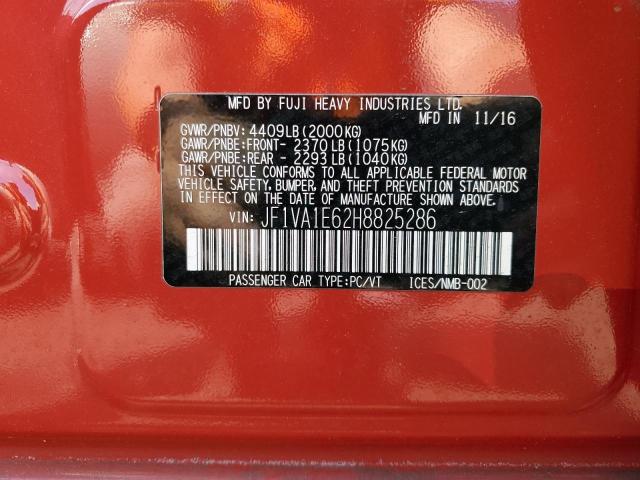 MFD BY FUJI HEAVY INDUSTRIES LTD.
MFD IN 11/16
GVWR/PNBV: 4409LB(2000KG)
GAWR/PNBE:FRONT- 2370LB(1075KG)
GAWR/PNBE:REAR - 2293LB(1040KG)
THIS VEHICLE CONFORMS TO ALL APPLICABLE FEDERAL MOTOR
VEHICLE SAFETY, BUMPER, AND THEFT PREVENTION STANDARDS
IN EFFECT ON THE DATE OF MANUFACTURE SHOWN ABOVE.
VIN: JF1VA1E62H8825286
PASSENGER CAR TYPE:PC/VT ICES/NMB-002